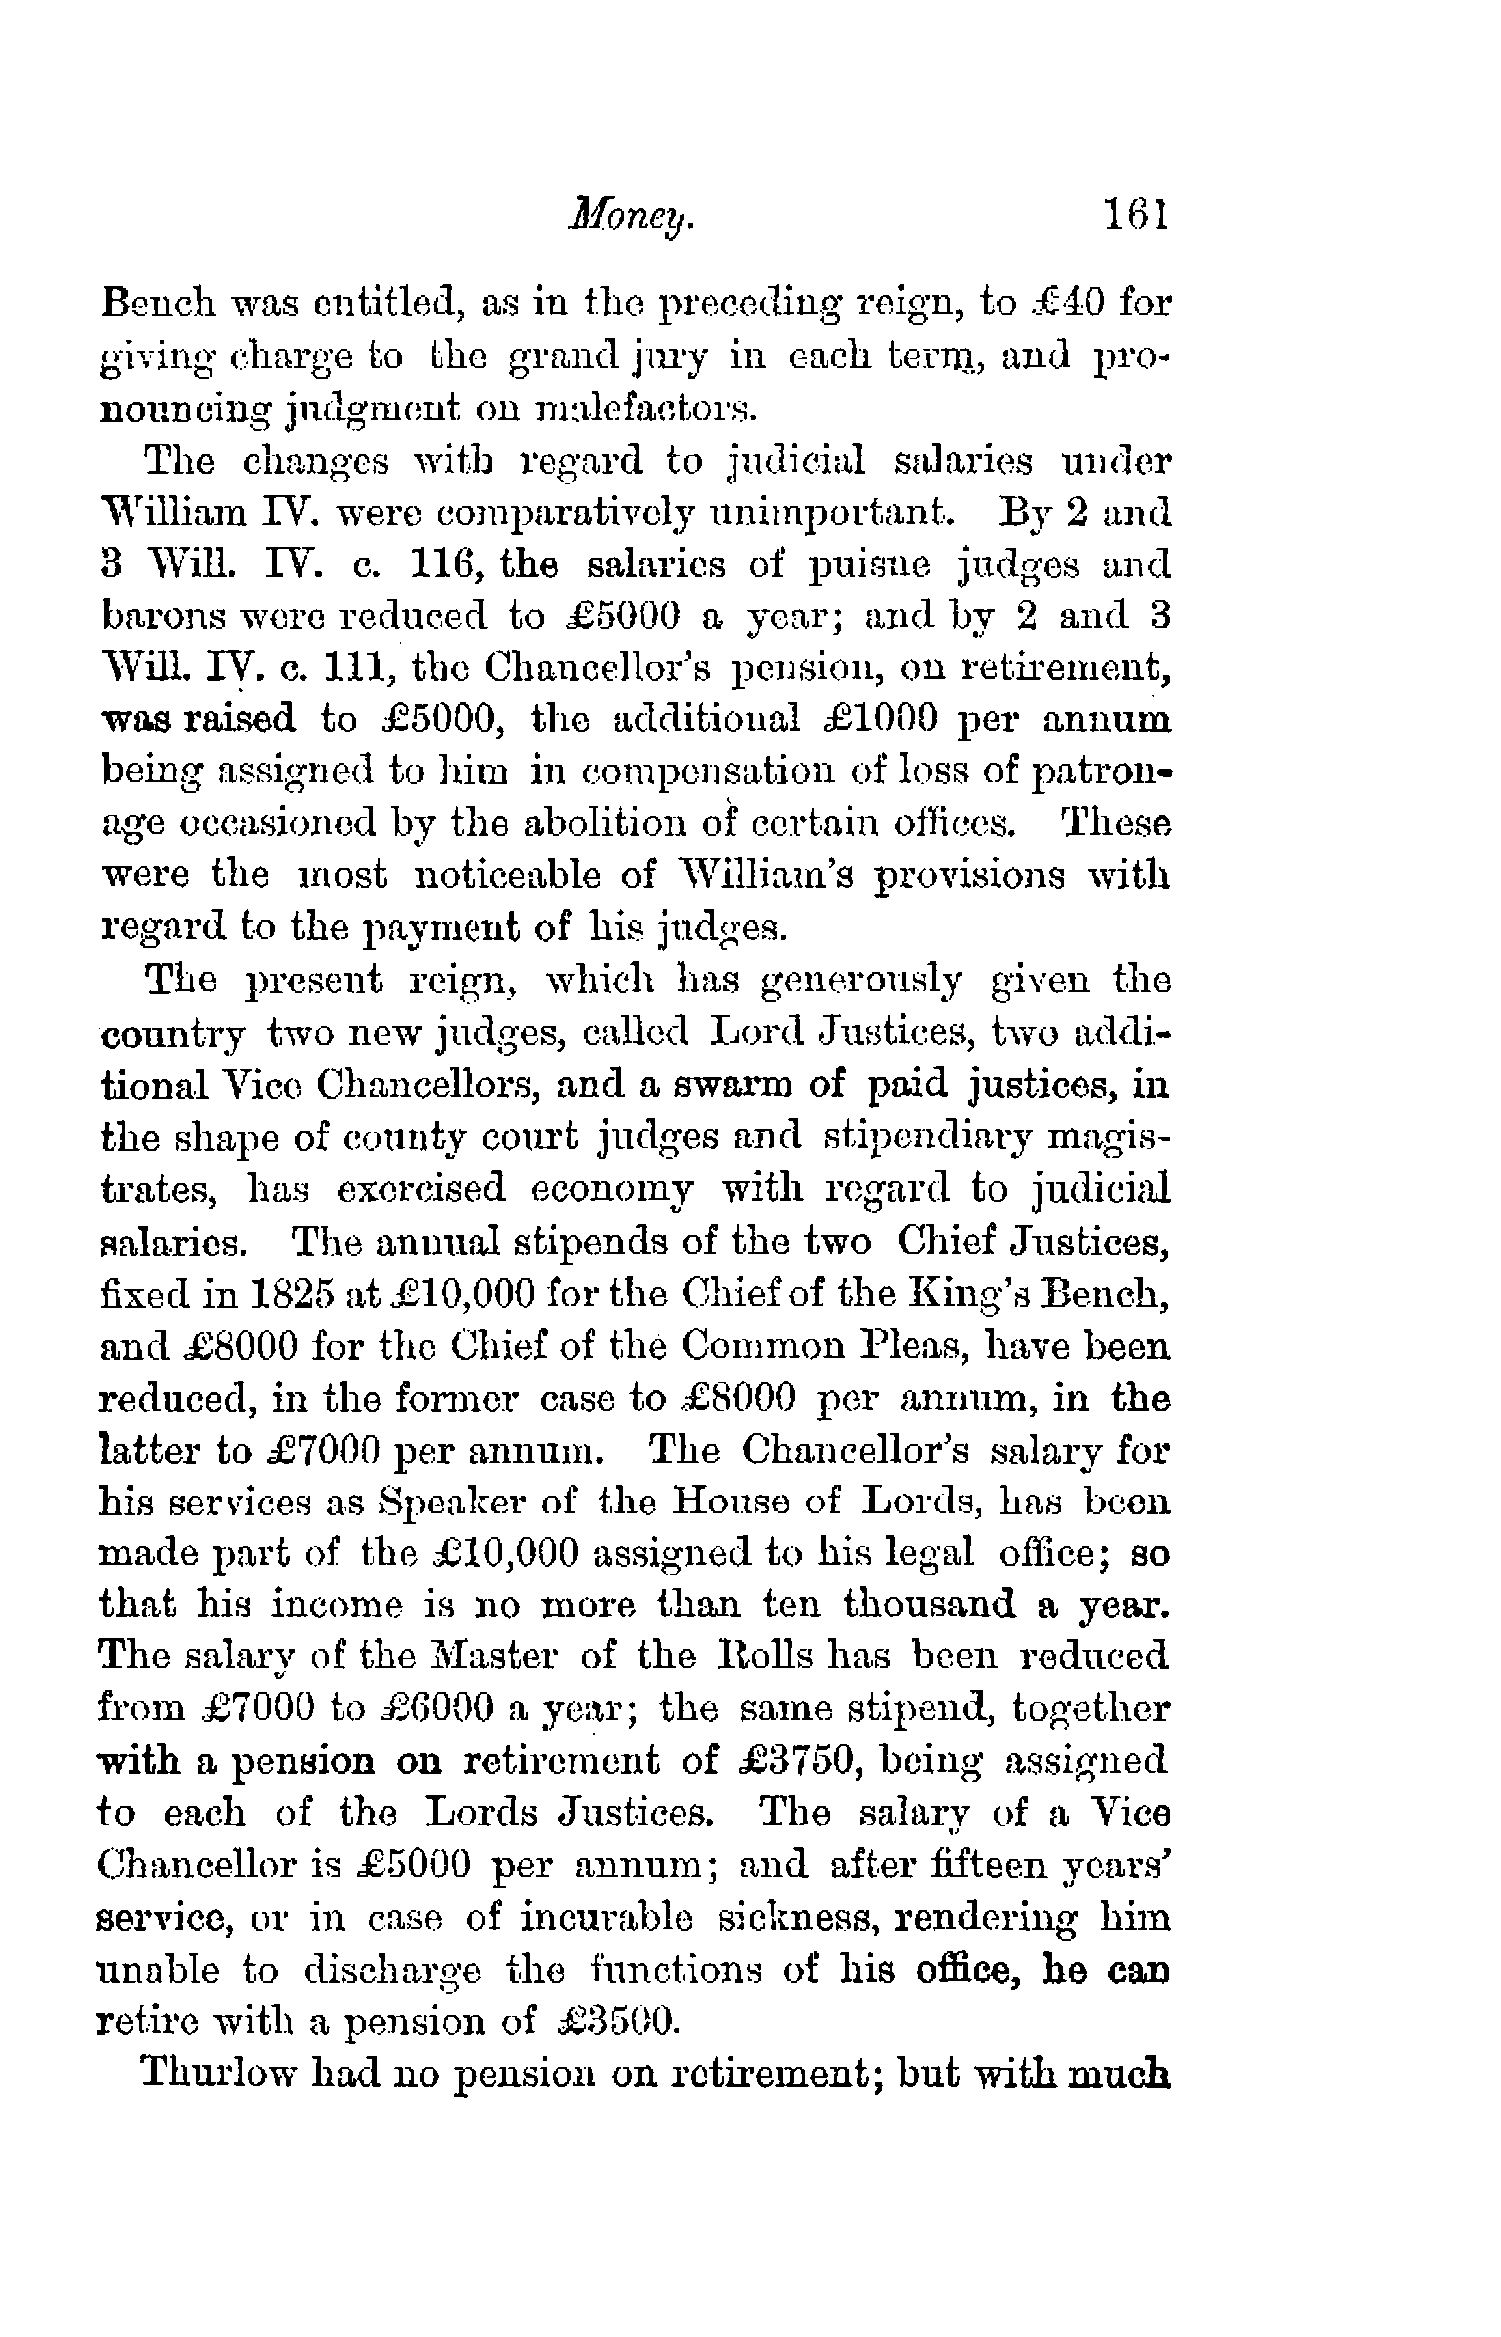 Money. 161
Bench was entitled, as in the preceding reign, to £40 for
giving charge to the grand jury in each term, and pro-
nouncing judgment on malefactors.
The changes with regard to judicial salaries under
William IV. were comparatively unimportant. By 2 and
3 Will. IV. c. 116, the salaries of puisne judges and
barons were reduced to £5000 a year; and by 2 and 3
Will. IV. c. 111, the Chancellor's pension, on retirement,
was raised to £5000, the additional £1000 per annum
being assigned to him in compensation of loss of patron-
age occasioned by the abolition of certain offices. These
were the most noticeable of William's provisions with
regard to the payment of his judges.
The present reign, which has generously given the
country two new judges, called Lord Justices, two addi-
tional Vice Chancellors, and a swarm of paid justices, in
the shape of county court judges and stipendiary magis-
trates, has exercised economy with regard to judicial
salaries. The annual stipends of the two Chief Justices,
fixed in 1825 at £10,000 for the Chief of the King's Bench,
and £8000 for the Chief of the Common Pleas, have been
reduced, in the former case to £8000 per annum, in the
latter to £7000 per annum. The Chancellor's salary for
his services as Speaker of the House of Lords, has been
made part of the £10,000 assigned to his legal office; so
that his income is no more than ten thousand a year.
The salary of the Master of the Rolls has been reduced
from £7000 to £6000 a year; the same stipend, together
with a pension on retirement of £3750, being assigned
to each of the Lords Justices. The salary of a Vice
Chancellor is £5000 per annum; and after fifteen years'
service, or in case of incurable sickness, rendering him
unable to discharge the functions of his office, he can
retire with a pension of £3500.
Thurlow had no pension on retirement; but with much